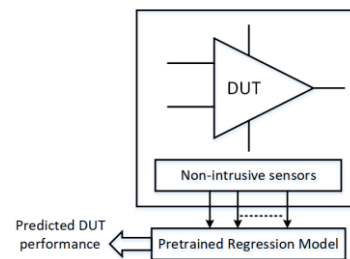 DUT
Non-intrusive sensors
Predicted DUT
performance
Pretrained Regression Model